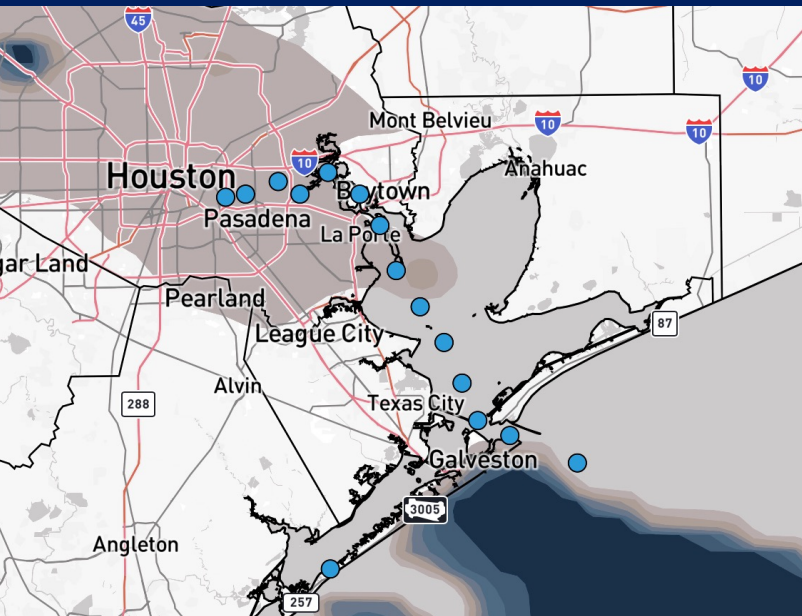 45
10
Mont Belvieu
10
10
Anahuac
10
Houston
Baytown
Pasadena
La Porte
gar Land
Pearland
League City
87
Alvin
288
Texas City
Galveston
3005
Angleton
257